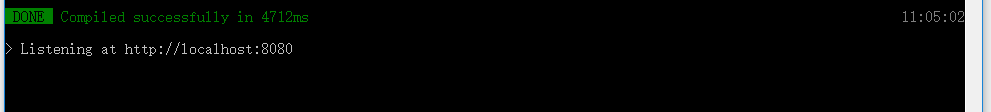 DONE Compiled successfully in 4712ms 11:05:02
> Listening at http://localhost:8080